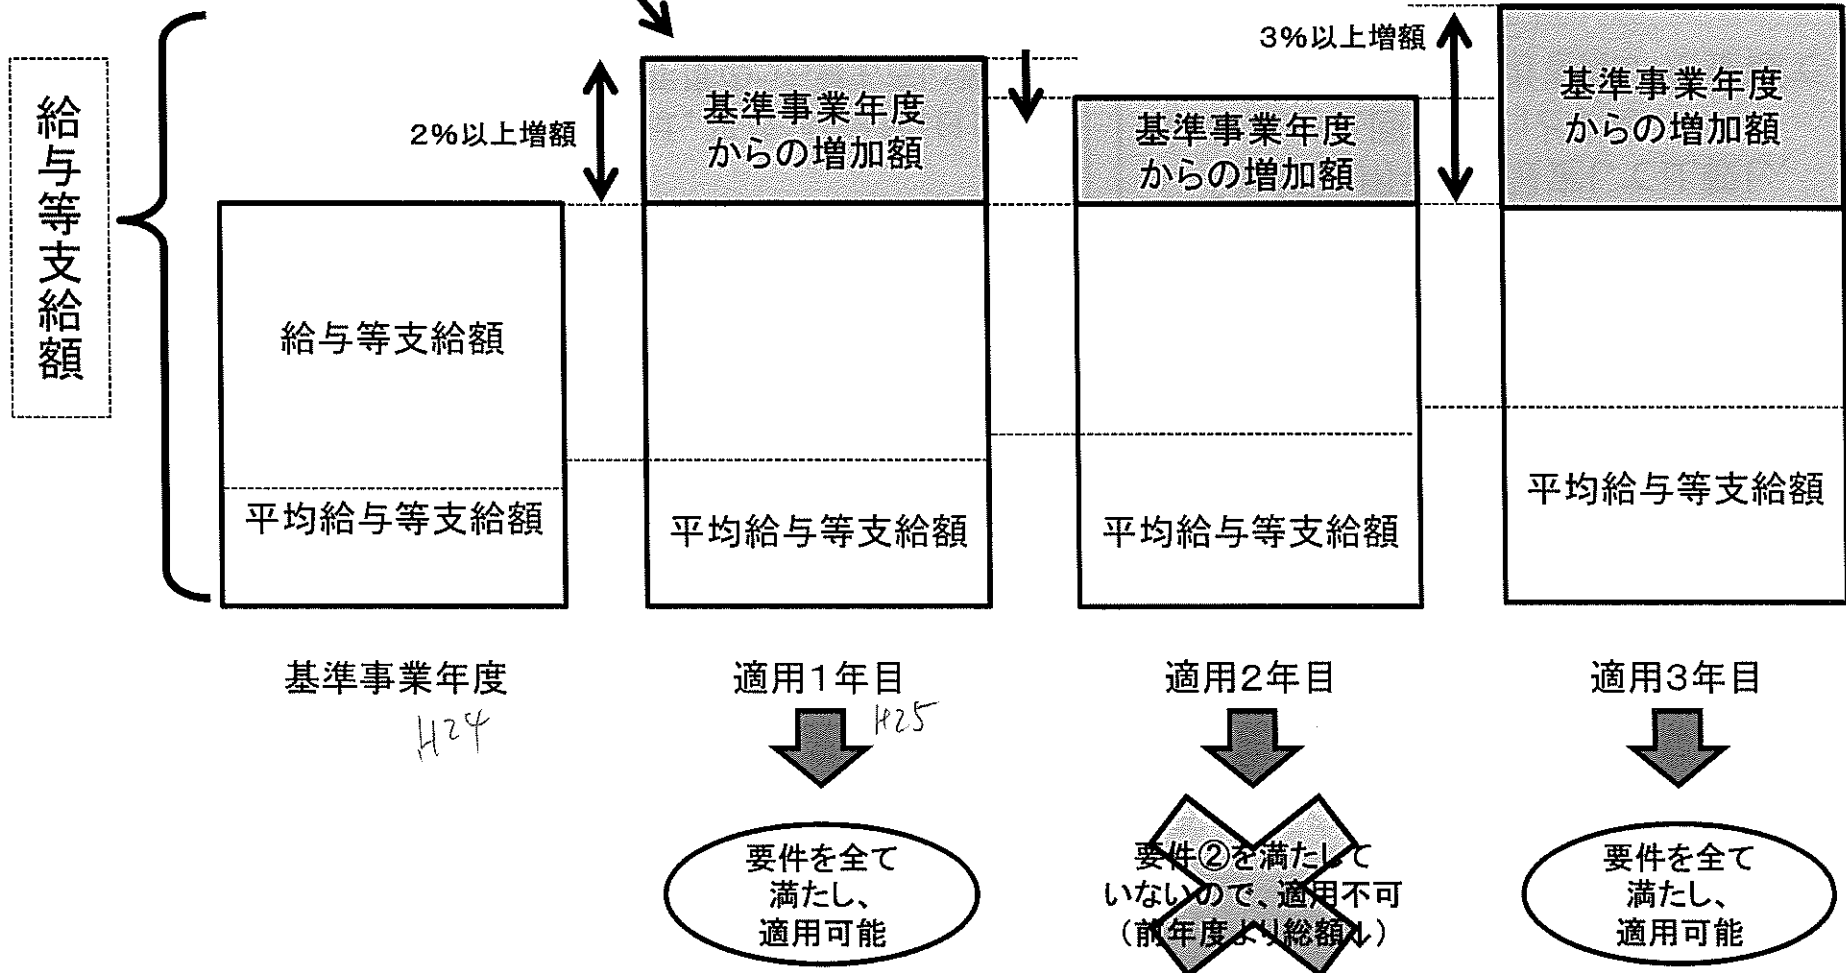 給与等支給額
2%以上増額
3%以上増額
基準事業年度
からの増加額
基準事業年度
からの増加額
基準事業年度
からの増加額
給与等支給額
平均給与等支給額
平均給与等支給額
平均給与等支給額
平均給与等支給額
基準事業年度
適用1年目
適用2年目
適用3年目
H24
H25
要件を全て
満たし、
適用可能
要件②を満たして
いないので、適用不可
(前年度より総額↓)
要件を全て
満たし、
適用可能